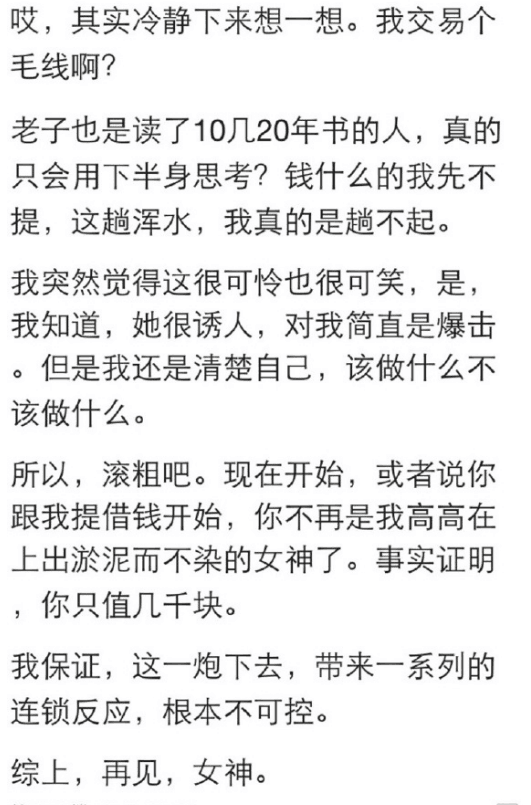 哎，其实冷静下来想一想。我交易个
毛线啊？
老子也是读了10几20年书的人，真的
只会用下半身思考？钱什么的我先不
提，这趟浑水，我真的是趟不起。
我突然觉得这很可怜也很可笑，是，
我知道，她很诱人，对我简直是爆击
。但是我还是清楚自己，该做什么不
该做什么。
所以，滚粗吧。现在开始，或者说你
跟我提借钱开始，你不再是我高高在
上出淤泥而不染的女神了。事实证明
，你只值几千块。
我保证，这一炮下去，带来一系列的
连锁反应，根本不可控。
综上，再见，女神。